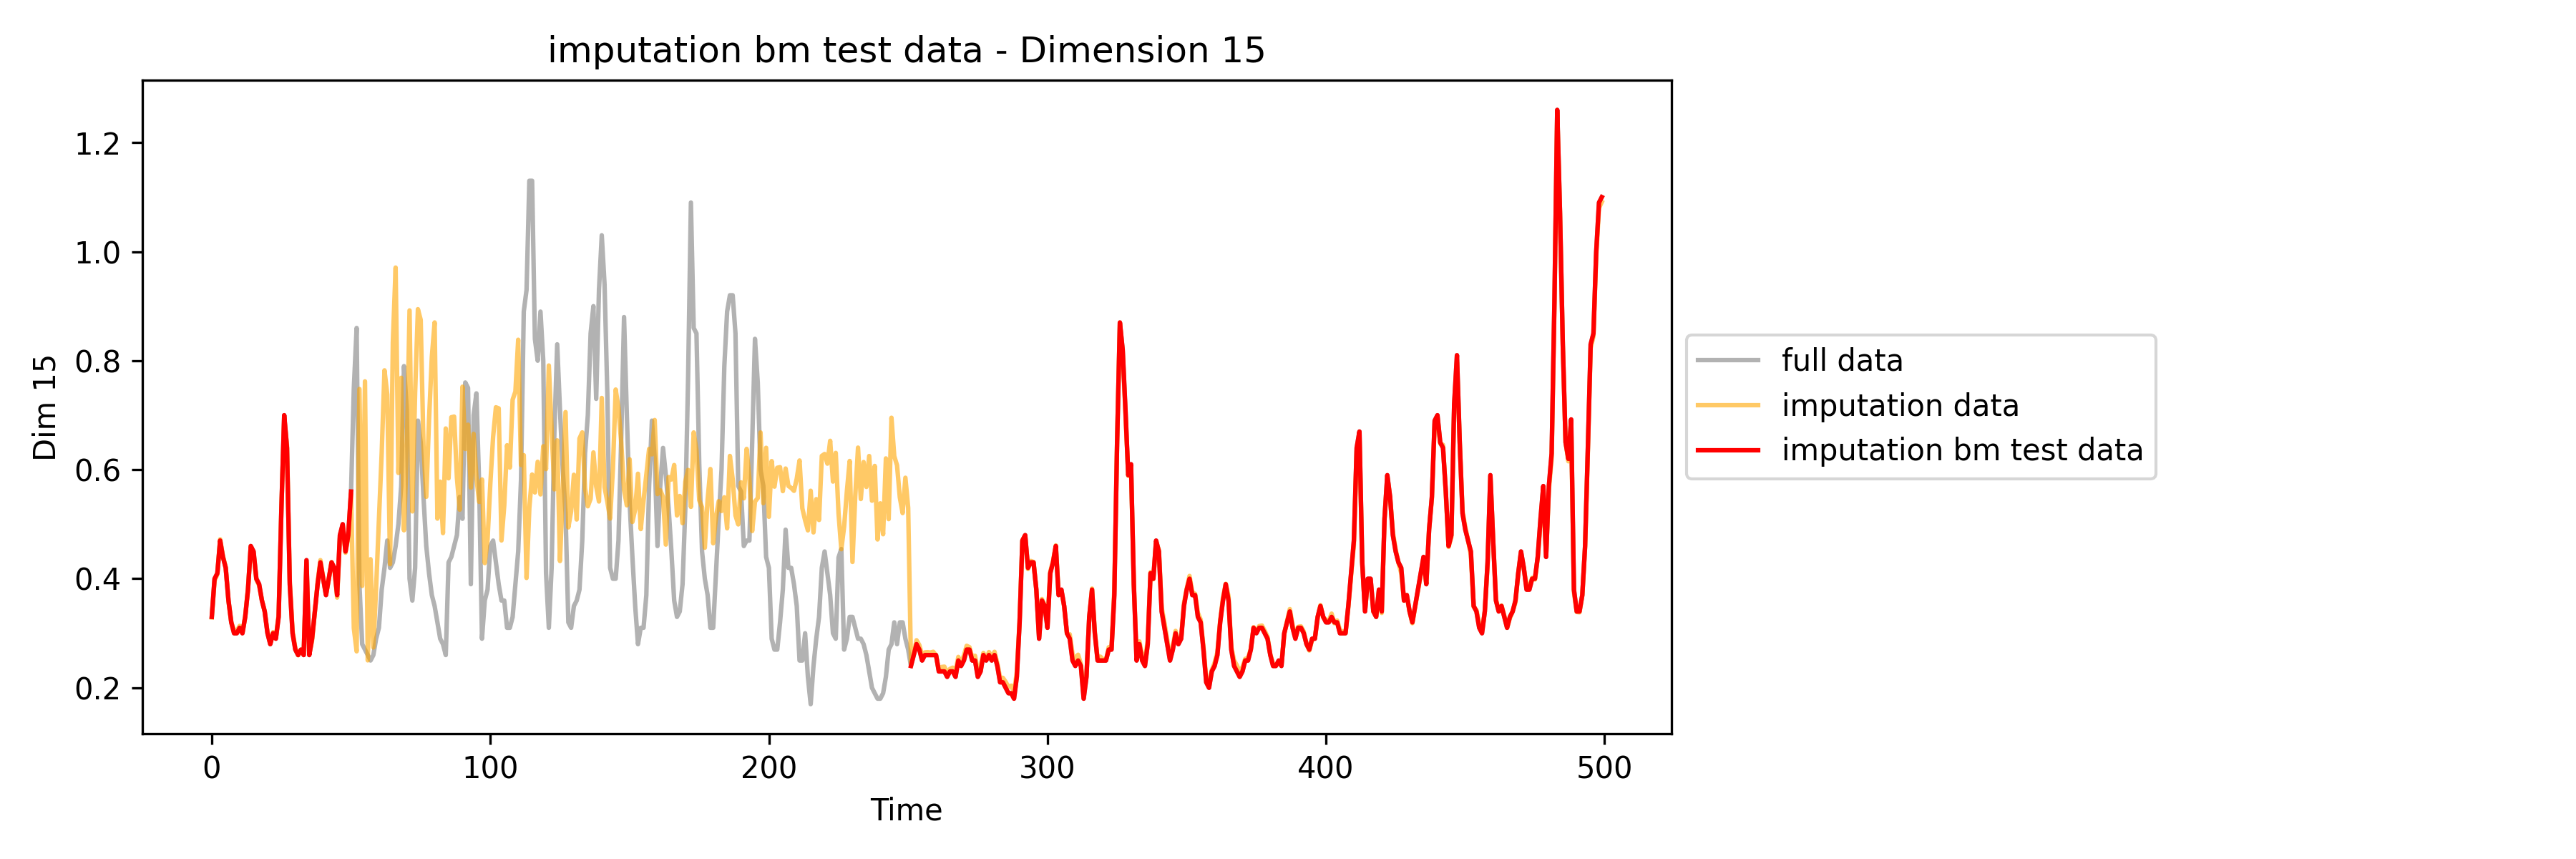 imputation bm test data - Dimension 15
Dim 15
1.2
1.0
0.8
0.6
0.4
0.2
0 100 200 300 400 500
Time
full data
imputation data
imputation bm test data